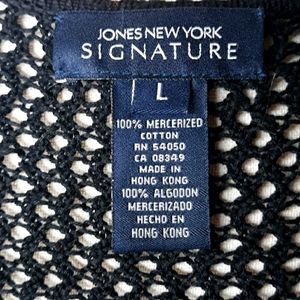 JONES NEW YORK
SIGNATURE
L
100% MERCERIZED
COTTON
RN 54050
CA 08349
MADE IN
HONG KONG
100% ALGODON
MERCERIZADO
HECHO EN
HONG KONG